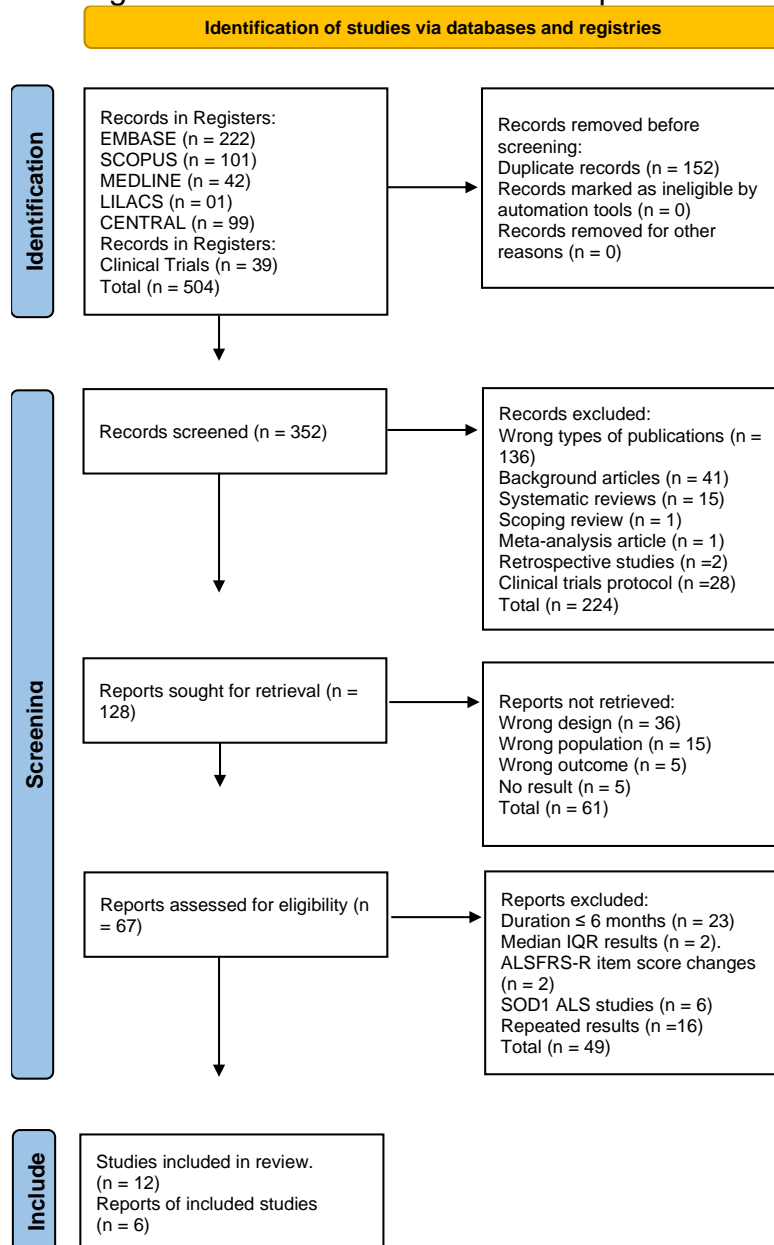 Identification of studies via databases and registries
Identification
Records in Registers:
EMBASE (n = 222)
SCOPUS (n = 101)
MEDLINE (n = 42)
LILACS (n = 01)
CENTRAL (n = 99)
Records in Registers:
Clinical Trials (n = 39)
Total (n = 504)
Records removed before
screening:
Duplicate records (n = 152)
Records marked as ineligible by
automation tools (n = 0)
Records removed for other
reasons (n = 0)
Screening
Records screened (n = 352)
Records excluded:
Wrong types of publications (n =
136)
Background articles (n = 41)
Systematic reviews (n = 15)
Scoping review (n = 1)
Meta-analysis article (n = 1)
Retrospective studies (n =2)
Clinical trials protocol (n =28)
Total (n = 224)
Reports sought for retrieval (n =
128)
Reports not retrieved:
Wrong design (n = 36)
Wrong population (n = 15)
Wrong outcome (n = 5)
No result (n = 5)
Total (n = 61)
Reports assessed for eligibility (n
= 67)
Reports excluded:
Duration ≤ 6 months (n = 23)
Median IQR results (n = 2).
ALSFRS-R item score changes
(n = 2)
SOD1 ALS studies (n = 6)
Repeated results (n =16)
Total (n = 49)
Include
Studies included in review.
(n = 12)
Reports of included studies
(n = 6)